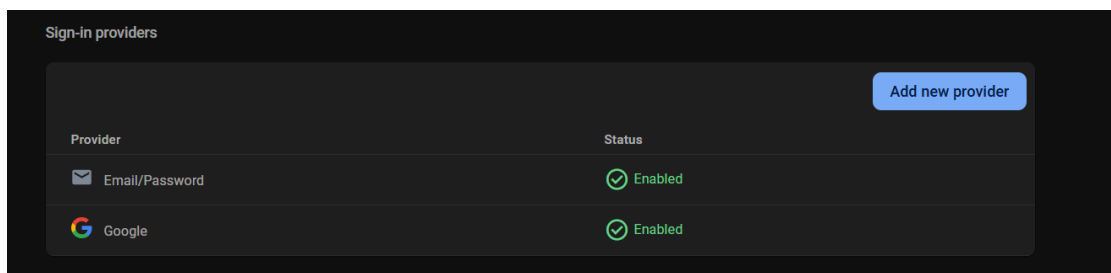 Sign-in providers
Add new provider
Provider Status
Email/Password Enabled
Google Enabled